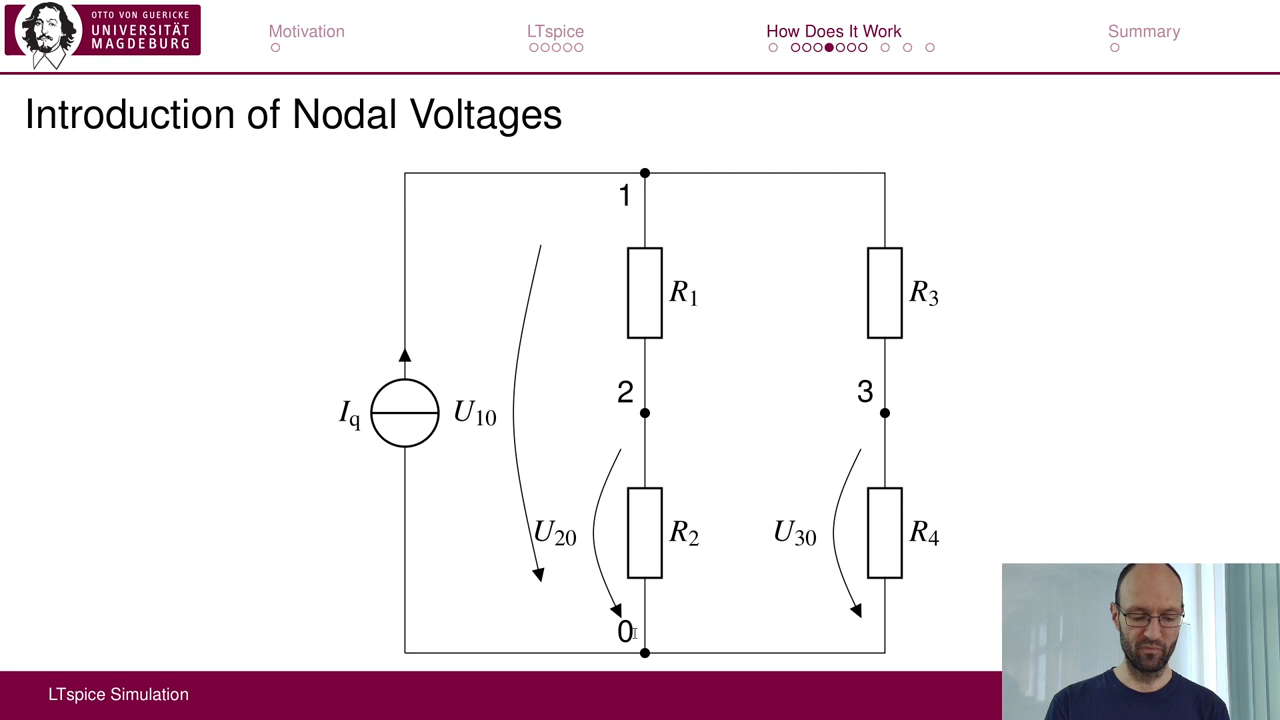 OTTO VON GUERICKE
UNIVERSITÄT
MAGDEBURG
Motivation
LTspice
How Does It Work
Summary
Introduction of Nodal Voltages
1
R1
R3
2
3
Iq
U10
U20
R2
U30
R4
0
LTspice Simulation